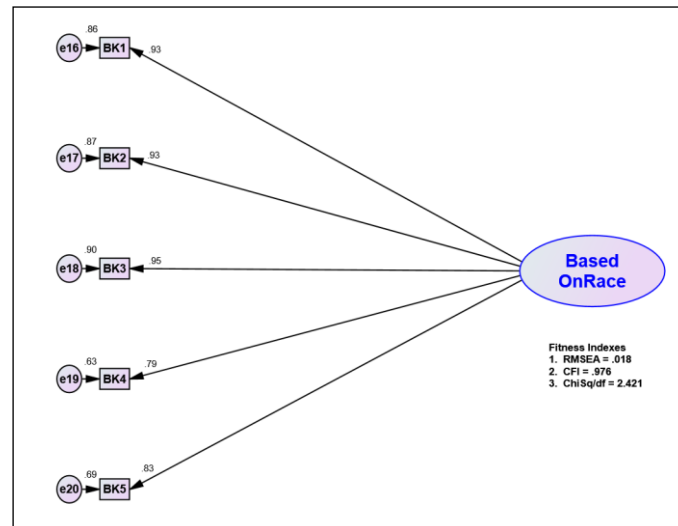 .86
e16 BK1 .93
.87
e17 BK2 .93
.90
e18 BK3 .95
Based
OnRace
Fitness Indexes
1. RMSEA = .018
2. CFI = .976
3. ChiSq/df = 2.421
.63
e19 BK4 .79
.69
e20 BK5 .83